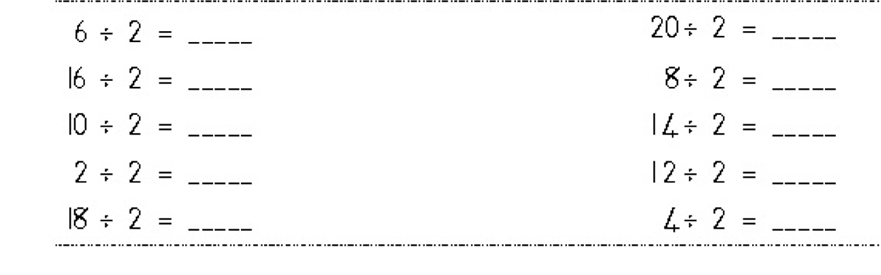 6 ÷ 2 = _____ 20÷ 2 = _____
16 ÷ 2 = _____ 8÷ 2 = _____
10 ÷ 2 = _____ 14÷ 2 = _____
2 ÷ 2 = _____ 12÷ 2 = _____
18 ÷ 2 = _____ 4÷ 2 = _____